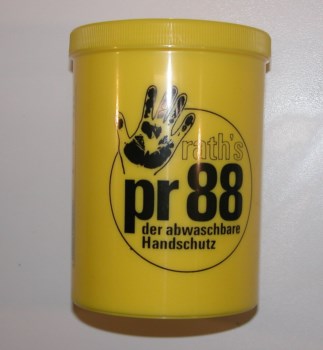 rath's
pr 88
der abwaschbare
Handschutz